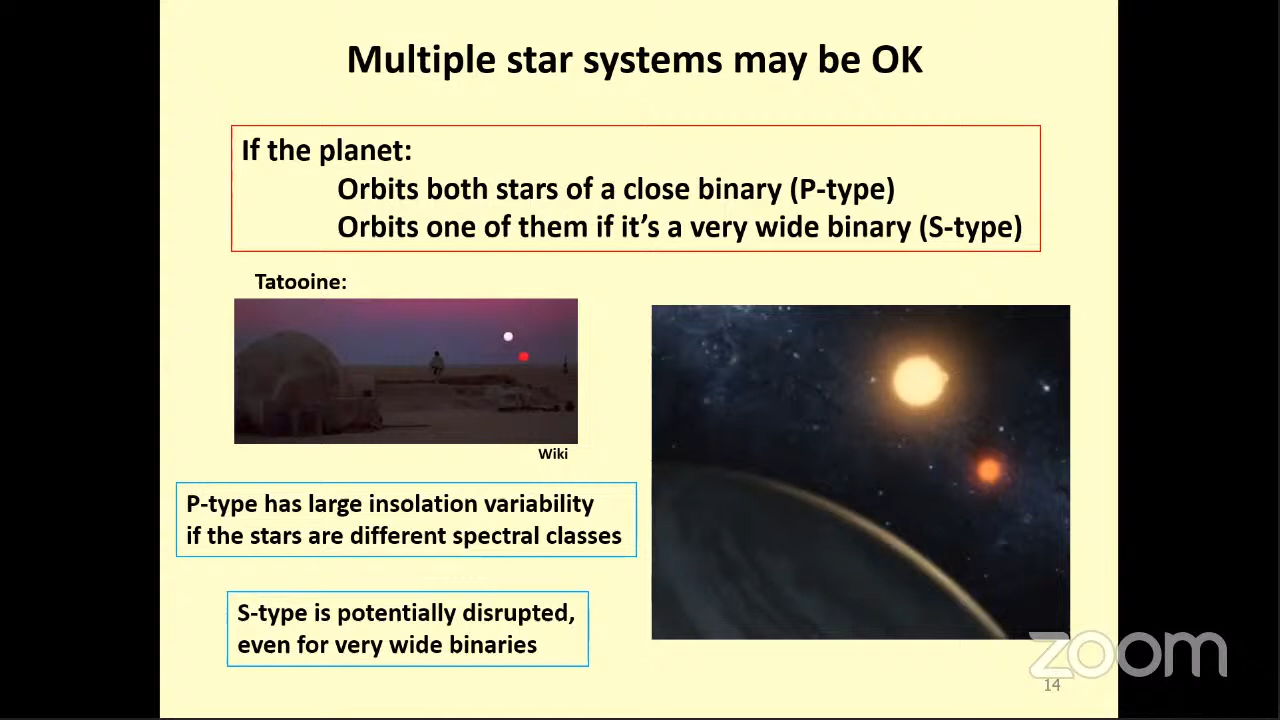 Multiple star systems may be OK
If the planet:
Orbits both stars of a close binary (P-type)
Orbits one of them if it's a very wide binary (S-type)
Tatooine:
Wiki
P-type has large insolation variability
if the stars are different spectral classes
S-type is potentially disrupted,
even for very wide binaries
zoom
14